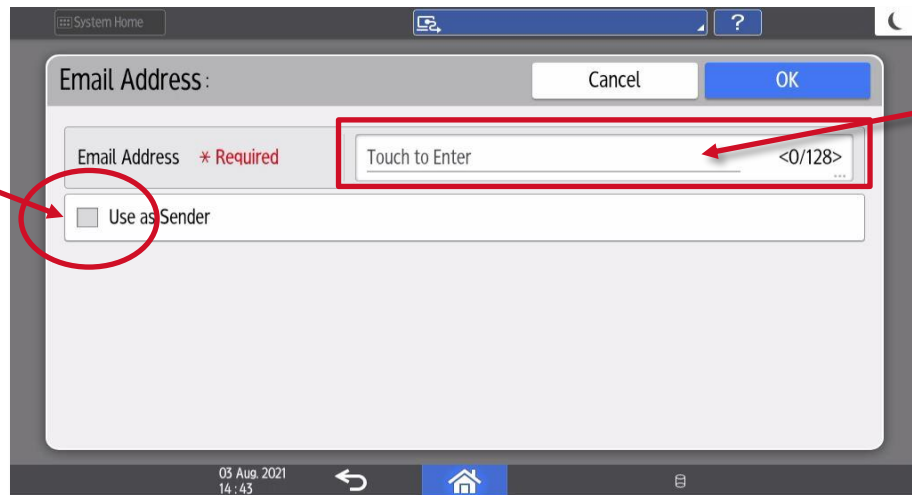 System Home ?
Email Address : Cancel OK
Email Address * Required Touch to Enter <0/128>
...
Use as Sender
03 Aug. 2021
14 : 43